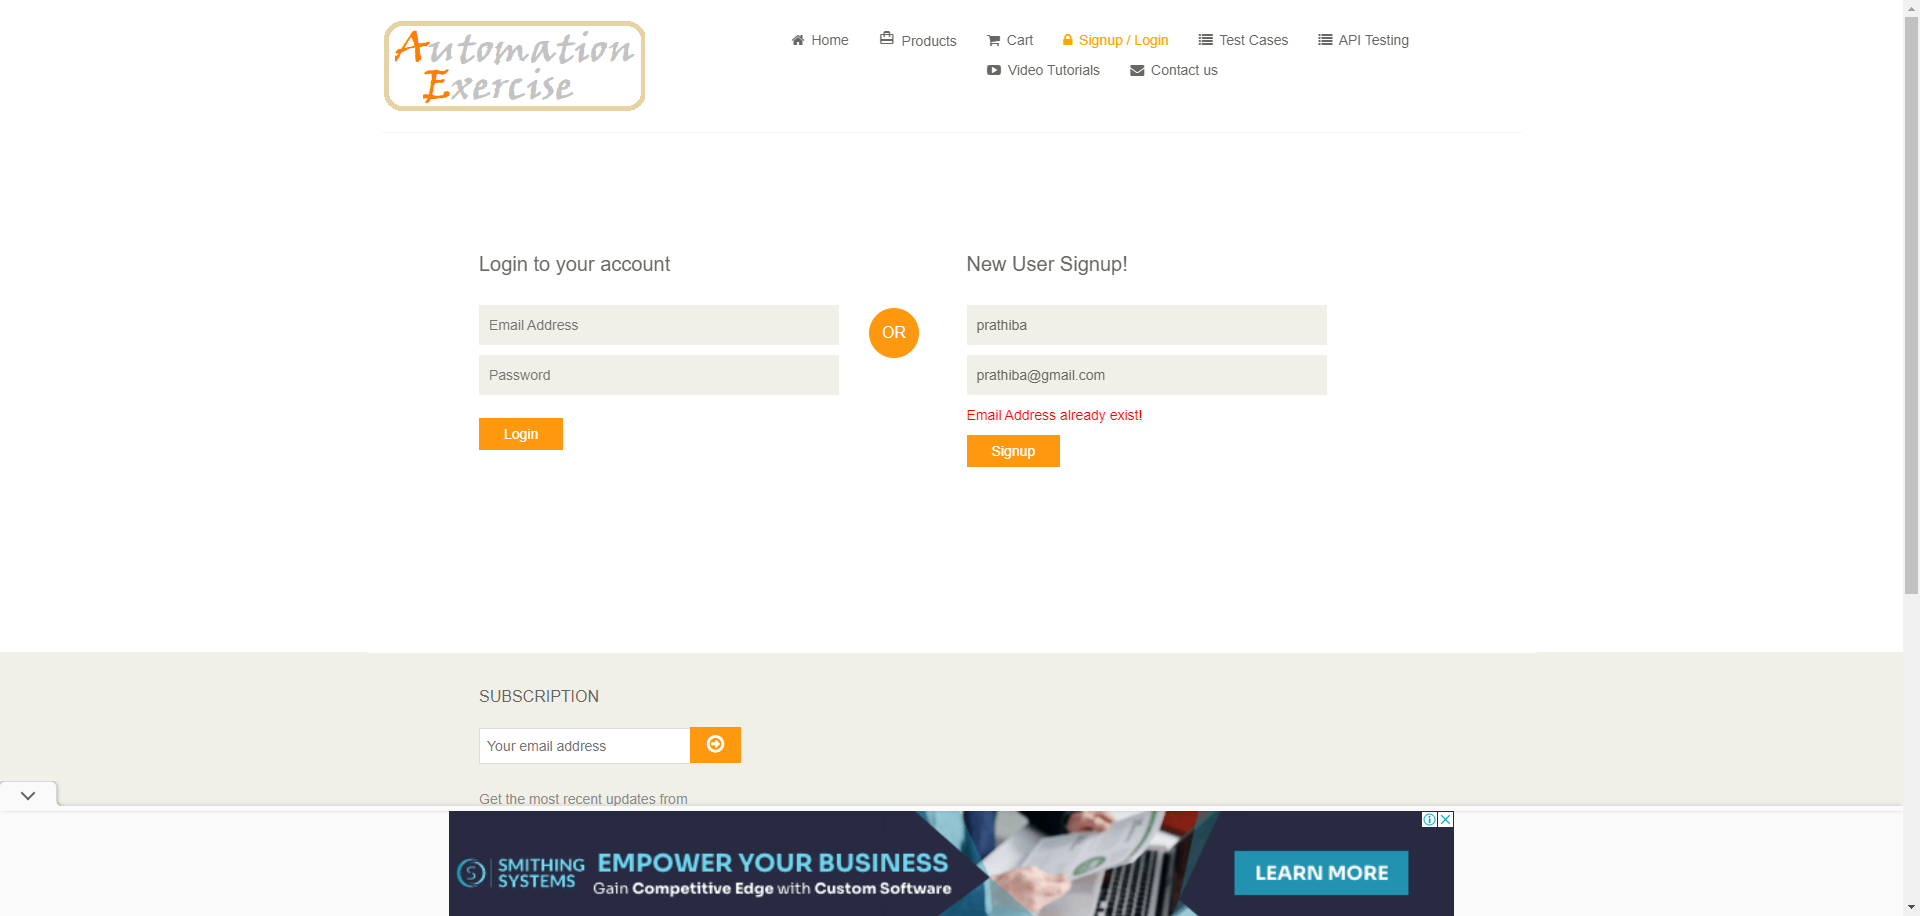 Automation
Exercise
Home
Products
Cart
Signup / Login
Test Cases
API Testing
Video Tutorials
Contact us
Login to your account
Email Address
Password
Login
OR
New User Signup!
prathiba
prathiba@gmail.com
Email Address already exist!
Signup
SUBSCRIPTION
Your email address
Get the most recent updates from
SMITHING
SYSTEMS
EMPOWER YOUR BUSINESS
Gain Competitive Edge with Custom Software
LEARN MORE